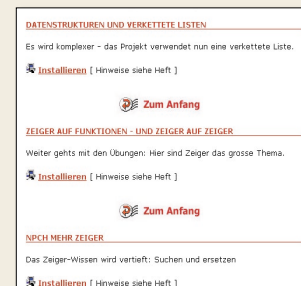 DATENSTRUKTUREN UND VERKETTETE LISTEN
Es wird komplexer - das Projekt verwendet nun eine verkettete Liste.
Installieren [ Hinweise siehe Heft ]
Zum Anfang
ZEIGER AUF FUNKTIONEN - UND ZEIGER AUF ZEIGER
Weiter gehts mit den Übungen: Hier sind Zeiger das grosse Thema.
Installieren [ Hinweise siehe Heft ]
Zum Anfang
NPCH MEHR ZEIGER
Das Zeiger-Wissen wird vertieft: Suchen und ersetzen
Installieren [ Hinweise siehe Heft ]